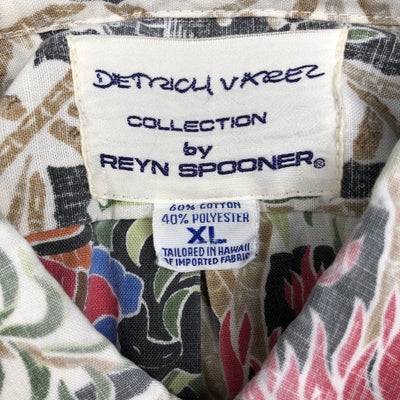 DIETRICH VAREZ
COLLECTION
by
REYN SPOONER®
60% COTTON
40% POLYESTER
XL
TAILORED IN HAWAII
OF IMPORTED FABRIC